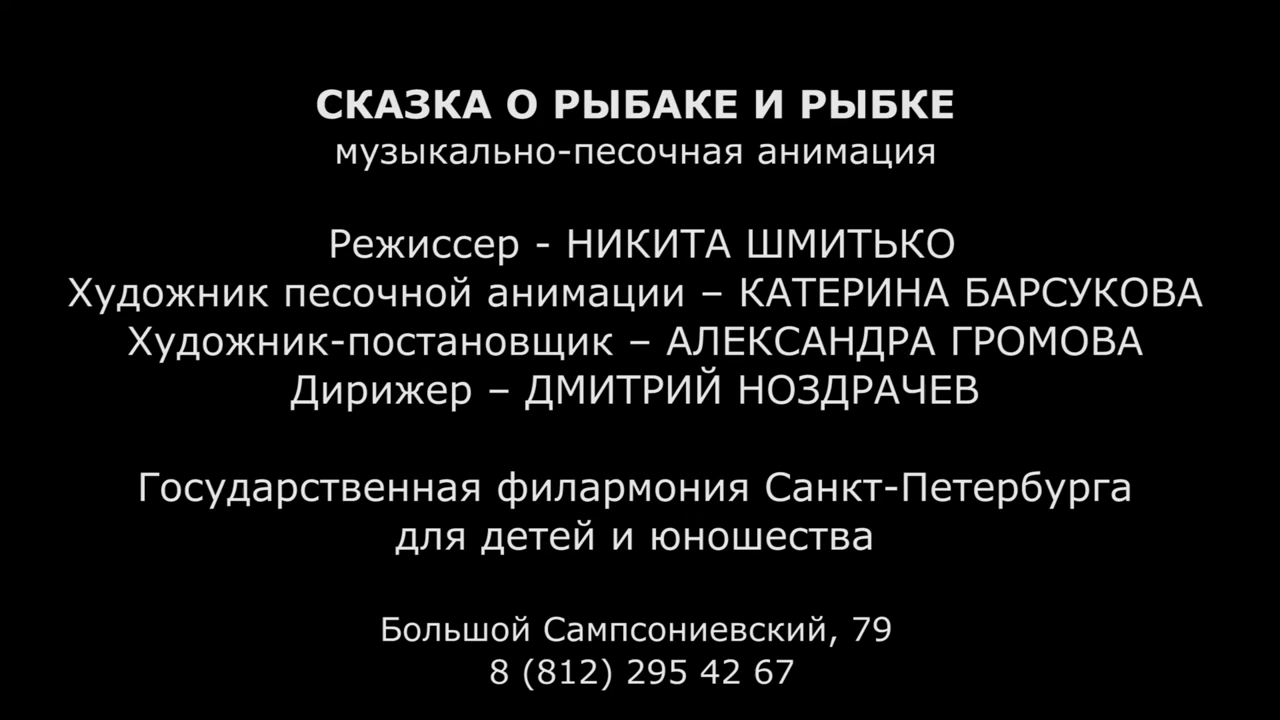 СКАЗКА О РЫБАКЕ И РЫБКЕ
музыкально-песочная анимация
Режиссер - НИКИТА ШМИТЬКО
Художник песочной анимации – КАТЕРИНА БАРСУКОВА
Художник-постановщик – АЛЕКСАНДРА ГРОМОВА
Дирижер – ДМИТРИЙ НОЗДРАЧЕВ
Государственная филармония Санкт-Петербурга
для детей и юношества
Большой Сампсониевский, 79
8 (812) 295 42 67